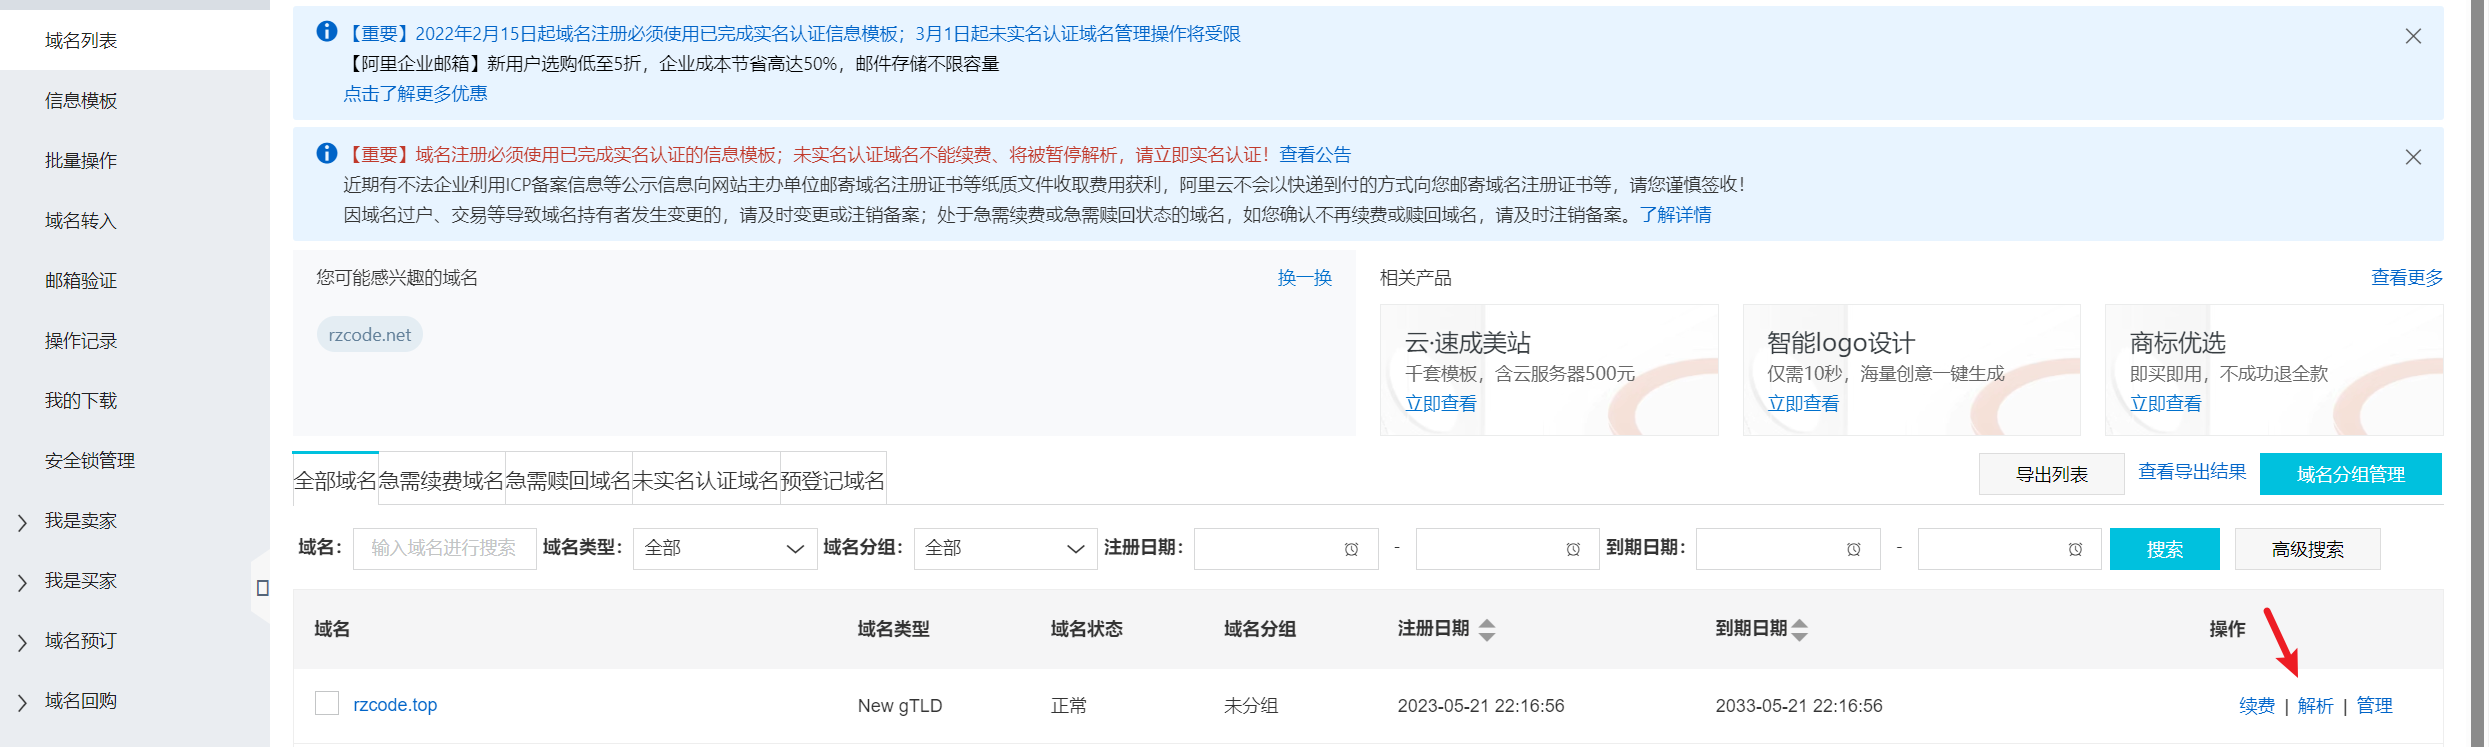 域名列表
信息模板
批量操作
域名转入
邮箱验证
操作记录
我的下载
安全锁管理
我是卖家
我是买家
域名预订
域名回购
【重要】2022年2月15日起域名注册必须使用已完成实名认证信息模板；3月1日起未实名认证域名管理操作将受限
【阿里企业邮箱】新用户选购低至5折，企业成本节省高达50%，邮件存储不限容量
点击了解更多优惠
【重要】域名注册必须使用已完成实名认证的信息模板；未实名认证域名不能续费、将被暂停解析，请立即实名认证！查看公告
近期有不法企业利用ICP备案信息等公示信息向网站主办单位邮寄域名注册证书等纸质文件收取费用获利，阿里云不会以快递到付的方式向您邮寄域名注册证书等，请您谨慎签收！
因域名过户、交易等导致域名持有者发生变更的，请及时变更或注销备案；处于急需续费或急需赎回状态的域名，如您确认不再续费或赎回域名，请及时注销备案。了解详情
您可能感兴趣的域名 换一换
rzcode.net
相关产品 查看更多
云·速成美站
千套模板，含云服务器500元
立即查看
智能logo设计
仅需10秒，海量创意一键生成
立即查看
商标优选
即买即用，不成功退全款
立即查看
全部域名 急需续费域名 急需赎回域名 未实名认证域名 预登记域名 导出列表 查看导出结果 域名分组管理
域名： 输入域名进行搜索 域名类型： 全部 域名分组： 全部 注册日期： - 到期日期： - 搜索 高级搜索
域名 域名类型 域名状态 域名分组 注册日期 到期日期 操作
rzcode.top New gTLD 正常 未分组 2023-05-21 22:16:56 2033-05-21 22:16:56 续费 | 解析 | 管理